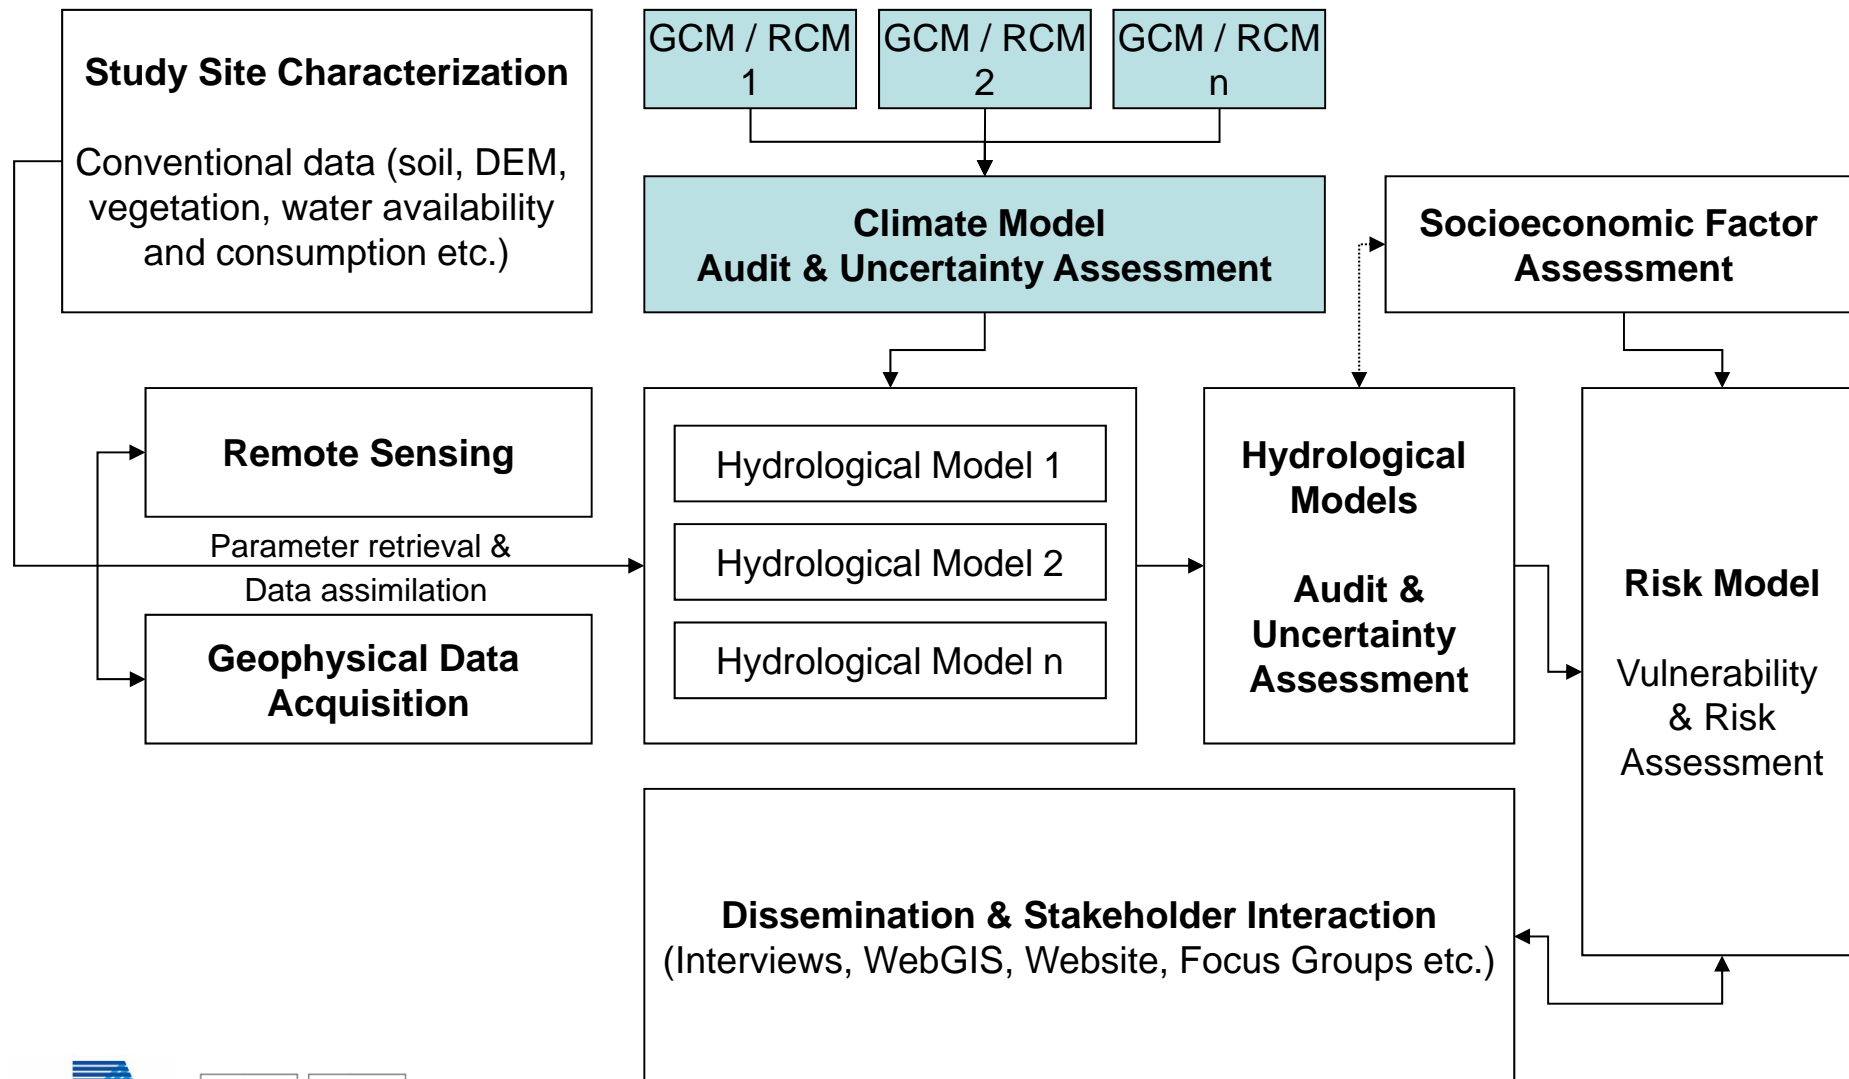 Study Site Characterization
Conventional data (soil, DEM,
vegetation, water availability
and consumption etc.)
GCM / RCM
1
GCM / RCM
2
GCM / RCM
n
Climate Model
Audit & Uncertainty Assessment
Socioeconomic Factor
Assessment
Remote Sensing
Parameter retrieval &
Data assimilation
Geophysical Data
Acquisition
Hydrological Model 1
Hydrological Model 2
Hydrological Model n
Hydrological
Models
Audit &
Uncertainty
Assessment
Risk Model
Vulnerability
& Risk
Assessment
Dissemination & Stakeholder Interaction
(Interviews, WebGIS, Website, Focus Groups etc.)